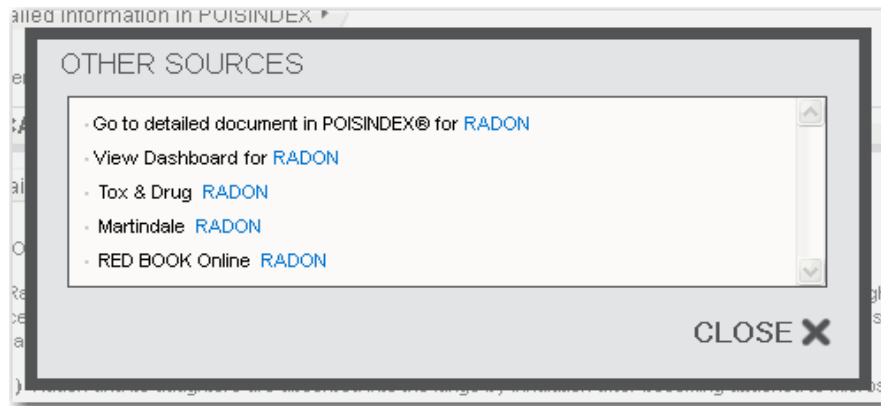 ailed information in POISINDEX
OTHER SOURCES
Go to detailed document in POISINDEX® for RADON
View Dashboard for RADON
Tox & Drug RADON
Martindale RADON
RED BOOK Online RADON
CLOSE